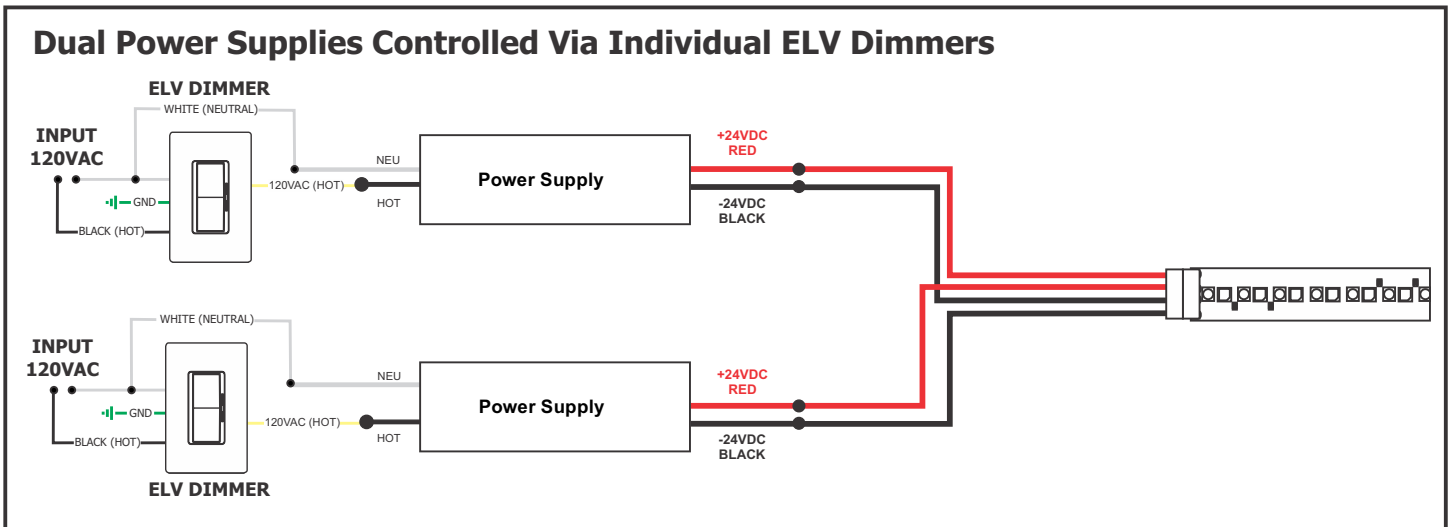 Dual Power Supplies Controlled Via Individual ELV Dimmers
ELV DIMMER
WHITE (NEUTRAL)
INPUT
120VAC
GND
BLACK (HOT)
120VAC (HOT)
NEU
HOT
Power Supply
+24VDC
RED
-24VDC
BLACK
WHITE (NEUTRAL)
INPUT
120VAC
GND
BLACK (HOT)
120VAC (HOT)
NEU
HOT
Power Supply
+24VDC
RED
-24VDC
BLACK
ELV DIMMER